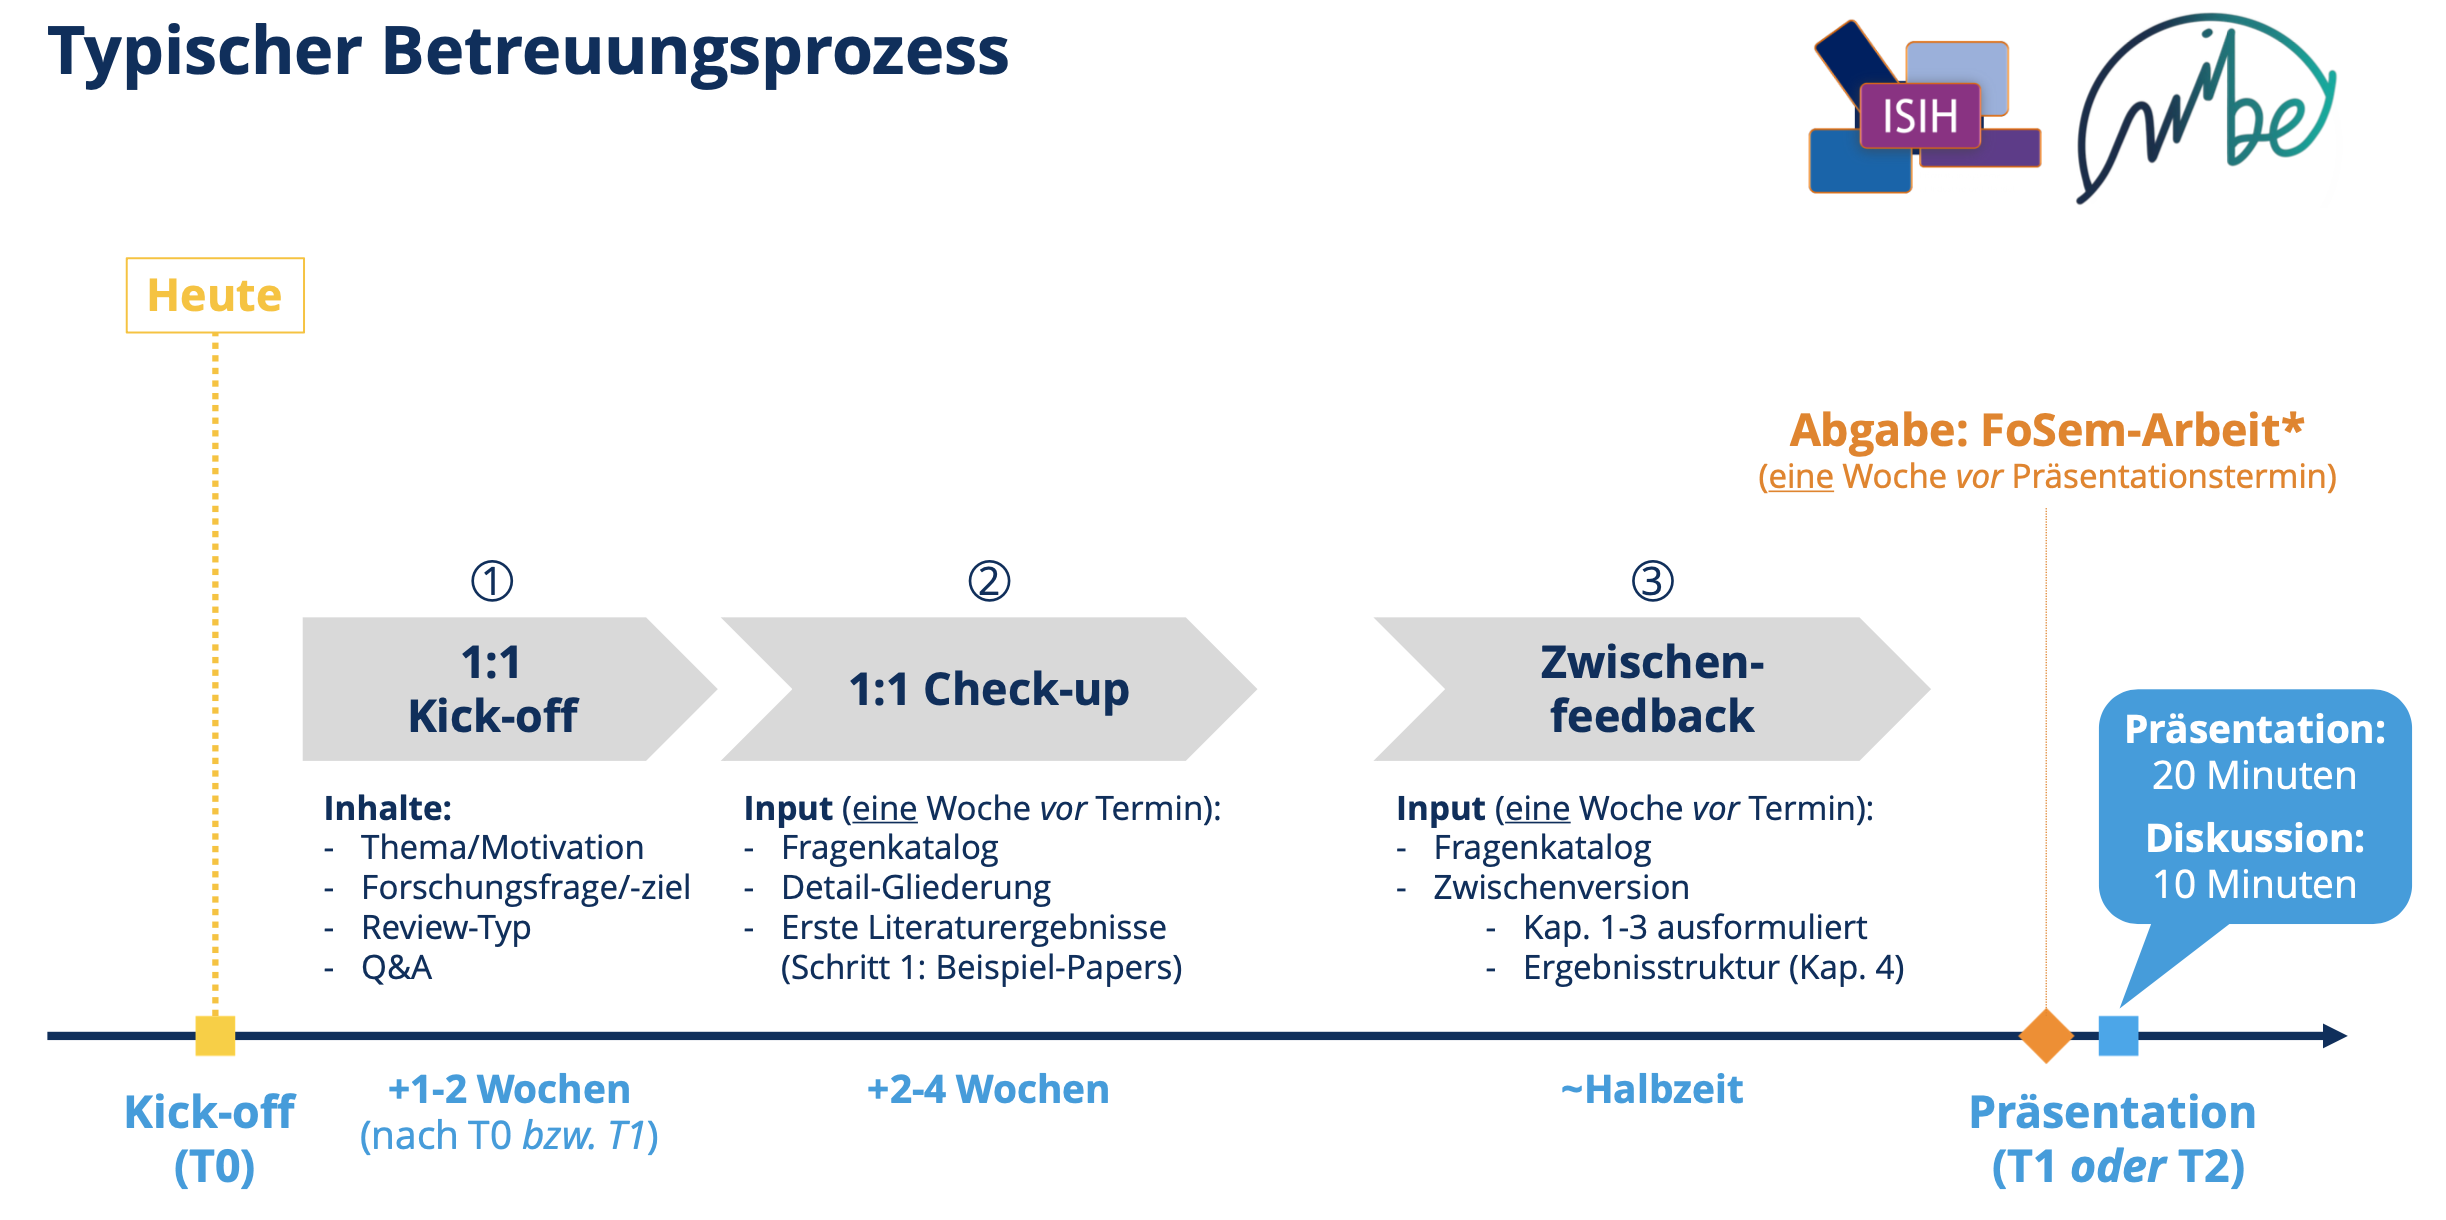 Typischer Betreuungsprozess
ISIH
mibe
Heute
Abgabe: FoSem-Arbeit*
(eine Woche vor Präsentationstermin)
①
1:1
Kick-off
Inhalte:
- Thema/Motivation
- Forschungsfrage/-ziel
- Review-Typ
- Q&A
②
1:1 Check-up
Input (eine Woche vor Termin):
- Fragenkatalog
- Detail-Gliederung
- Erste Literaturergebnisse
(Schritt 1: Beispiel-Papers)
③
Zwischen-
feedback
Input (eine Woche vor Termin):
- Fragenkatalog
- Zwischenversion
- Kap. 1-3 ausformuliert
- Ergebnisstruktur (Kap. 4)
Präsentation:
20 Minuten
Diskussion:
10 Minuten
Kick-off
(T0)
+1-2 Wochen
(nach T0 bzw. T1)
+2-4 Wochen
~Halbzeit
Präsentation
(T1 oder T2)